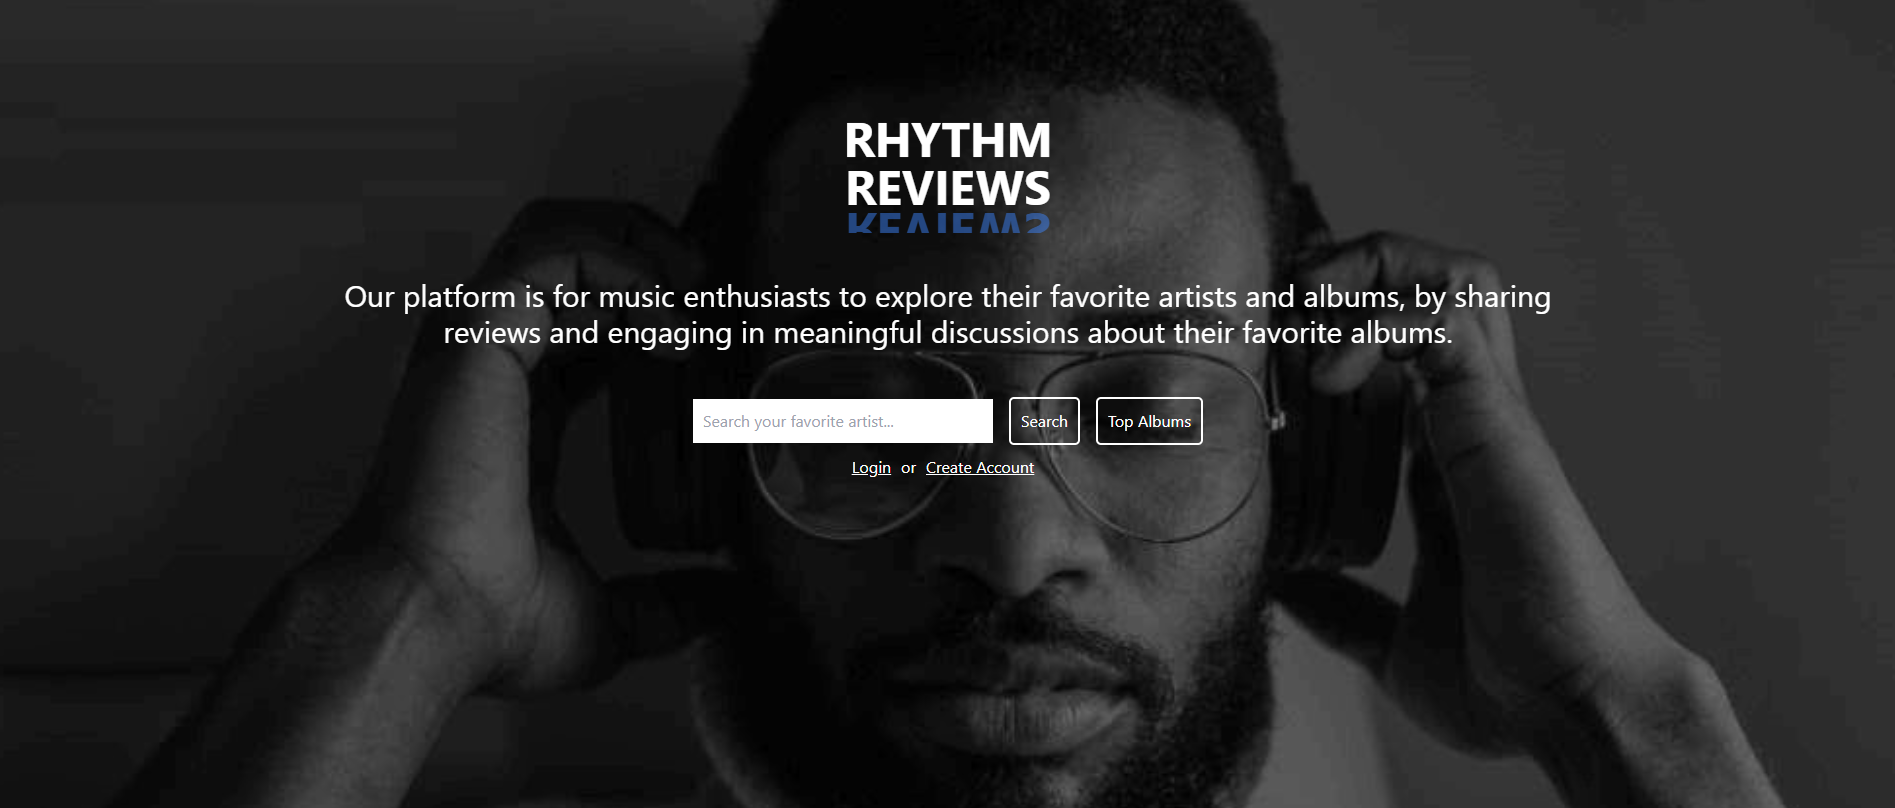 RHYTHM
REVIEWS
Our platform is for music enthusiasts to explore their favorite artists and albums, by sharing
reviews and engaging in meaningful discussions about their favorite albums.
Search your favorite artist... Search Top Albums
Login or Create Account